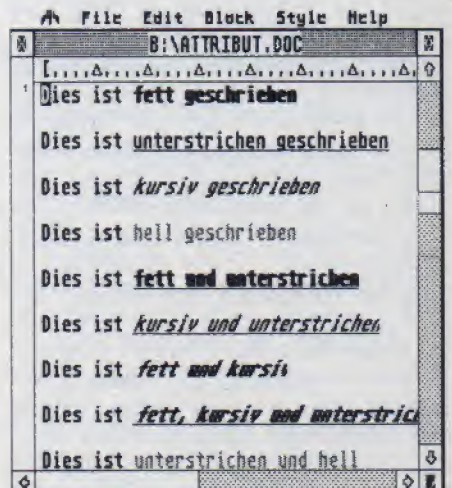 File Edit Block Style Help
B:\ATTRIBUT.DOC
Dies ist fett geschrieben
Dies ist unterstrichen geschrieben
Dies ist kursiv geschrieben
Dies ist hell geschrieben
Dies ist fett und unterstrichen
Dies ist kursiv und unterstrichen
Dies ist fett und kursiv
Dies ist fett, kursiv und unterstric
Dies ist unterstrichen und hell